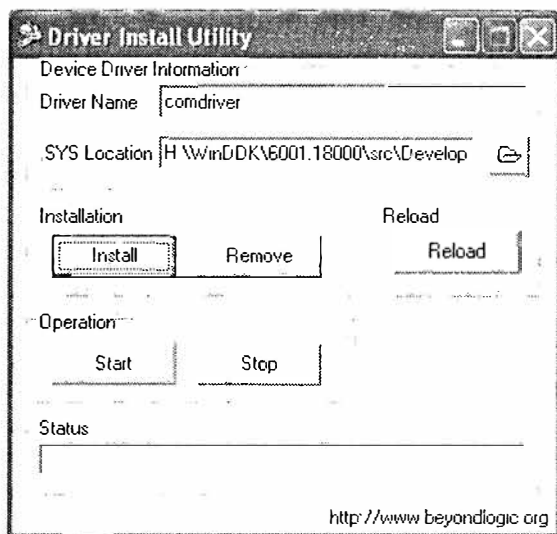 Driver Install Utility
Device Driver Information
Driver Name comdriver
.SYS Location H:\WinDDK\6001.18000\src\Develop
Installation Reload
Install Remove Reload
Operation
Start Stop
Status
http://www.beyondlogic.org